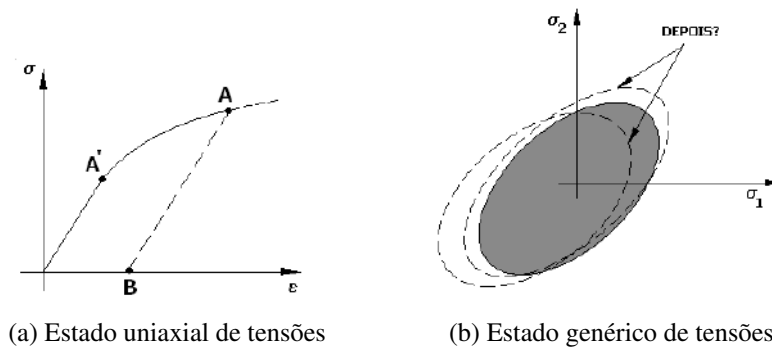 σ
A
A'
B
ε
σ₂
DEPOIS?
σ₁
(a) Estado uniaxial de tensões
(b) Estado genérico de tensões